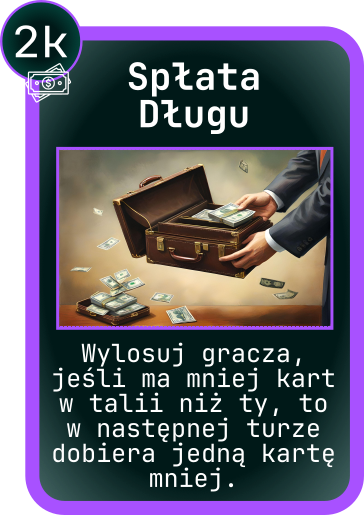 2k
Spłata
Długu
Wylosuj gracza,
jeśli ma mniej kart
w talii niż ty, to
w następnej turze
dobiera jedną kartę
mniej.